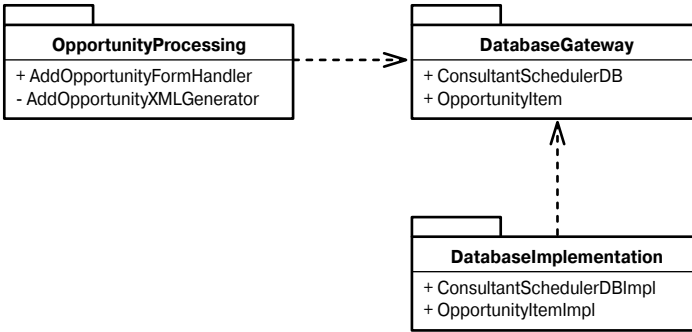 OpportunityProcessing
+ AddOpportunityFormHandler
- AddOpportunityXMLGenerator
DatabaseGateway
+ ConsultantSchedulerDB
+ OpportunityItem
DatabaseImplementation
+ ConsultantSchedulerDBImpl
+ OpportunityItemImpl